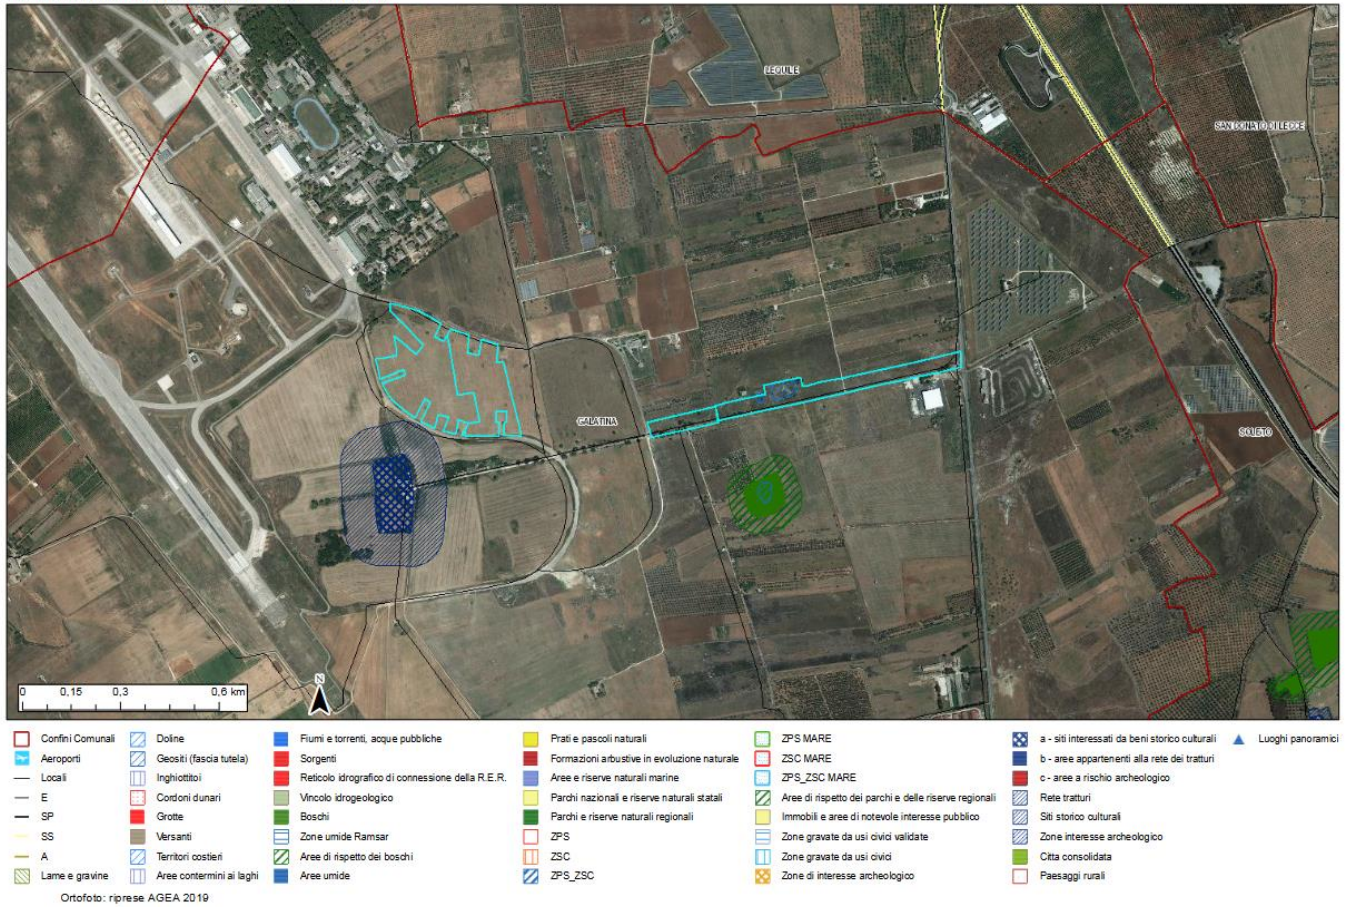 LEQUILE
SAN DONATO DI LECCE
GALATINA
SOLETO
0 0,15 0,3 0,6 km
N
Confini Comunali
Aeroporti
Locali
E
SP
SS
A
Lame e gravine
Doline
Geositi (fascia tutela)
Inghiottitoi
Cordoni dunari
Grotte
Versanti
Territori costieri
Aree contermini ai laghi
Fiumi e torrenti, acque pubbliche
Sorgenti
Reticolo idrografico di connessione della R.E.R.
Vincolo idrogeologico
Boschi
Zone umide Ramsar
Aree di rispetto dei boschi
Aree umide
Prati e pascoli naturali
Formazioni arbustive in evoluzione naturale
Aree e riserve naturali marine
Parchi nazionali e riserve naturali statali
Parchi e riserve naturali regionali
ZPS
ZSC
ZPS_ZSC
ZPS MARE
ZSC MARE
ZPS_ZSC MARE
Aree di rispetto dei parchi e delle riserve regionali
Immobili e aree di notevole interesse pubblico
Zone gravate da usi civici validate
Zone gravate da usi civici
Zone di interesse archeologico
a - siti interessati da beni storico culturali
b - aree appartenenti alla rete dei tratturi
c - aree a rischio archeologico
Rete tratturi
Siti storico culturali
Zone interesse archeologico
Citta consolidata
Paesaggi rurali
Luoghi panoramici
Ortofoto: riprese AGEA 2019